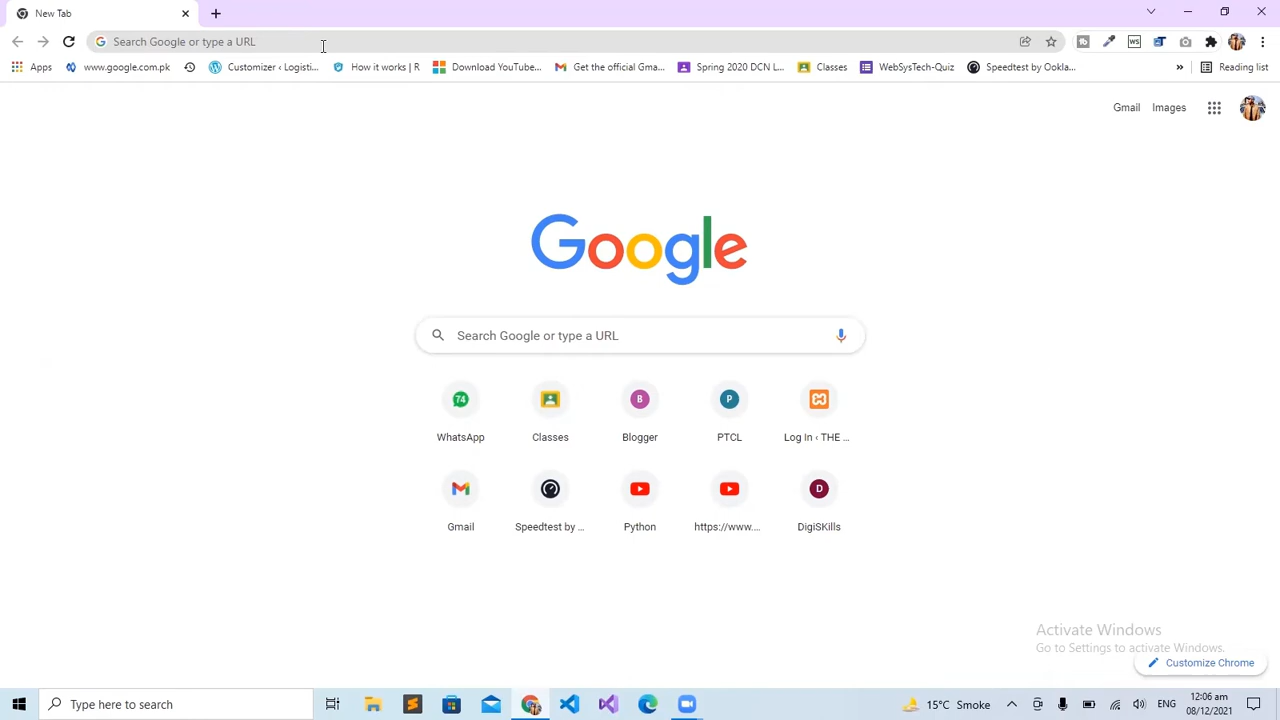 New Tab
Search Google or type a URL
Apps www.google.com.pk Customizer ‹ Logisti... How it works | R Download YouTube... Get the official Gma... Spring 2020 DCN L... Classes WebSysTech-Quiz Speedtest by Ookla... » Reading list
Gmail Images
Google
Search Google or type a URL
74 B P D
WhatsApp Classes Blogger PTCL Log In ‹ THE ...
Gmail Speedtest by ... Python https://www.... DigiSKills
Activate Windows
Go to Settings to activate Windows.
Customize Chrome
Type here to search
15°C Smoke ENG 12:06 am
08/12/2021